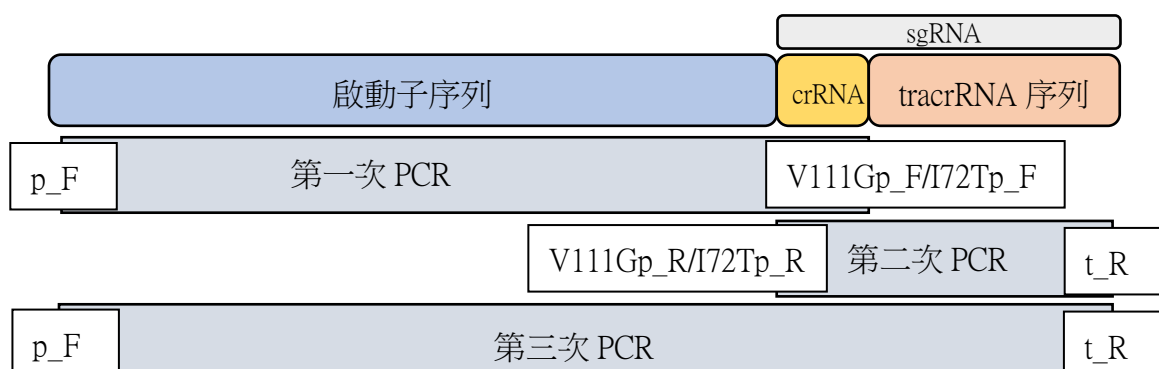 sgRNA
啟動子序列
crRNA
tracrRNA 序列
p_F
第一次 PCR
V111Gp_F/I72Tp_F
V111Gp_R/I72Tp_R
第二次 PCR
t_R
p_F
第三次 PCR
t_R